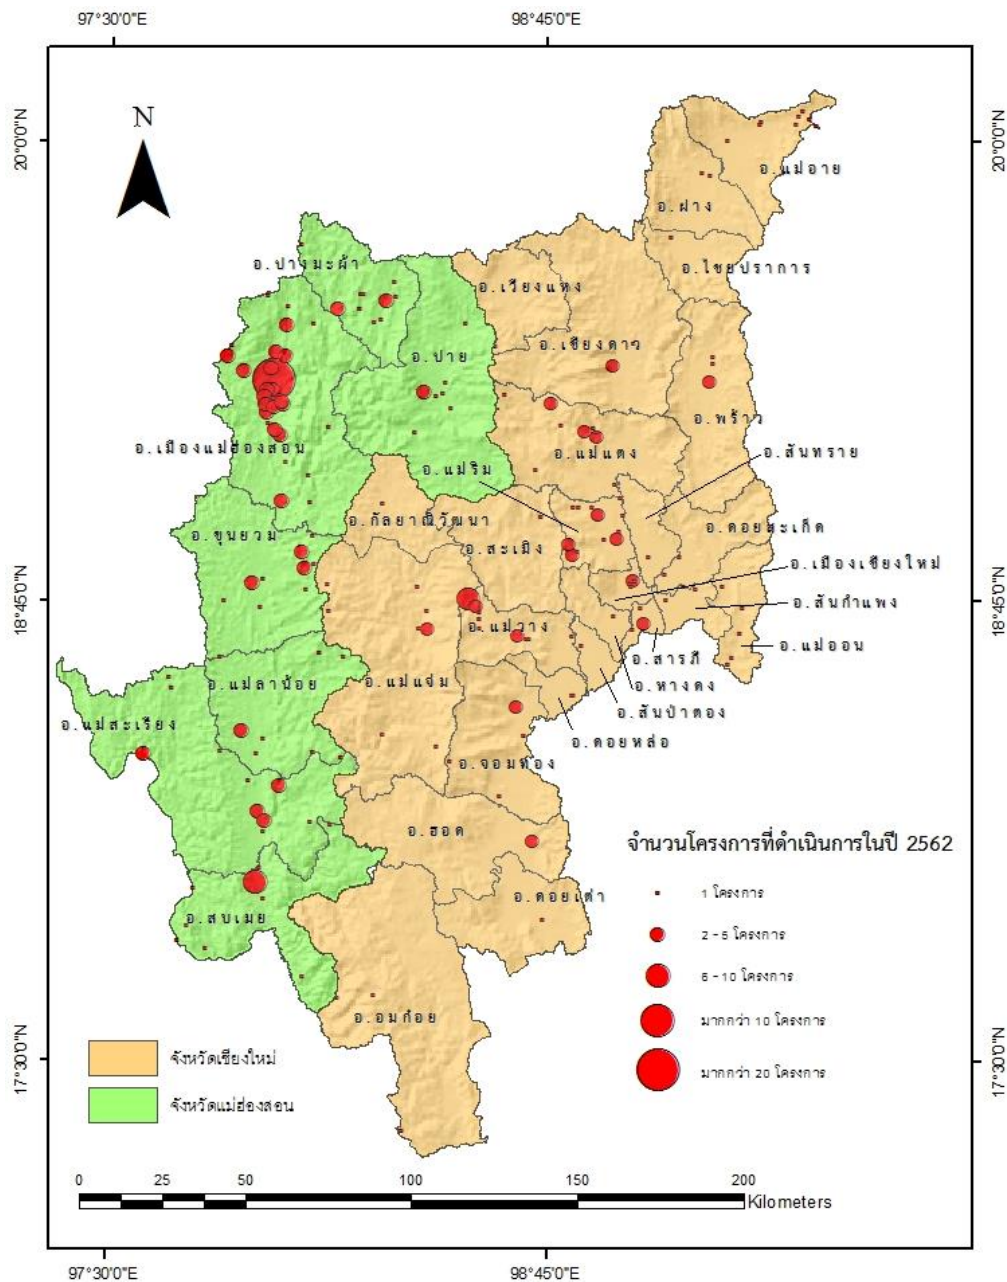 97°30'0"E
98°45'0"E
N
20°0'0"N
20°0'0"N
อ.แม่อาย
อ.ฝาง
อ.ไชยปราการ
อ.ปางมะผ้า
อ.เวียงแหง
อ.เชียงดาว
อ.ปาย
อ.พร้าว
อ.เมืองแม่ฮ่องสอน
อ.แม่แตง
อ.สันทราย
อ.แม่ริม
อ.กัลยาณิวัฒนา
อ.ดอยสะเก็ด
อ.ขุนยวม
อ.สะเมิง
อ.เมืองเชียงใหม่
18°45'0"N
18°45'0"N
อ.สันกำแพง
อ.แม่วาง
อ.แม่ออน
อ.สารภี
อ.หางดง
อ.แม่ลาน้อย
อ.แม่แจ่ม
อ.สันป่าตอง
อ.แม่สะเรียง
อ.ดอยหล่อ
อ.จอมทอง
อ.ฮอด
จำนวนโครงการที่ดำเนินการในปี 2562
1 โครงการ
อ.ดอยเต่า
อ.สบเมย
2 - 5 โครงการ
6 - 10 โครงการ
อ.อมก๋อย
มากกว่า 10 โครงการ
มากกว่า 20 โครงการ
17°30'0"N
17°30'0"N
จังหวัดเชียงใหม่
จังหวัดแม่ฮ่องสอน
0 25 50 100 150 200
Kilometers
97°30'0"E
98°45'0"E